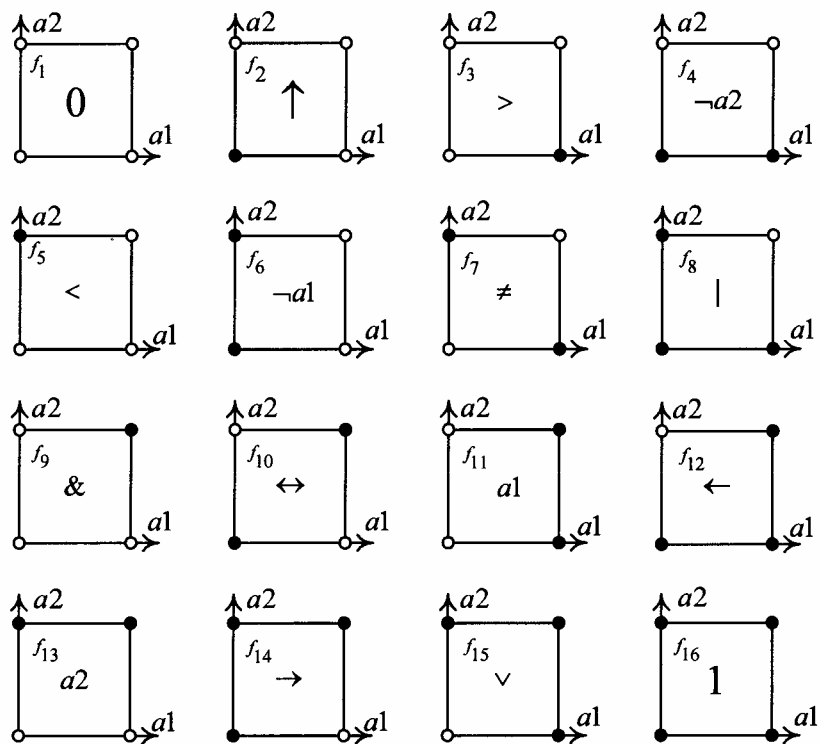 a2 a2 a2 a2
f1 f2 f3 f4
0 ↑ > ¬a2
a1 a1 a1 a1
a2 a2 a2 a2
f5 f6 f7 f8
< ¬a1 ≠ |
a1 a1 a1 a1
a2 a2 a2 a2
f9 f10 f11 f12
& ↔ a1 ←
a1 a1 a1 a1
a2 a2 a2 a2
f13 f14 f15 f16
a2 → ∨ 1
a1 a1 a1 a1